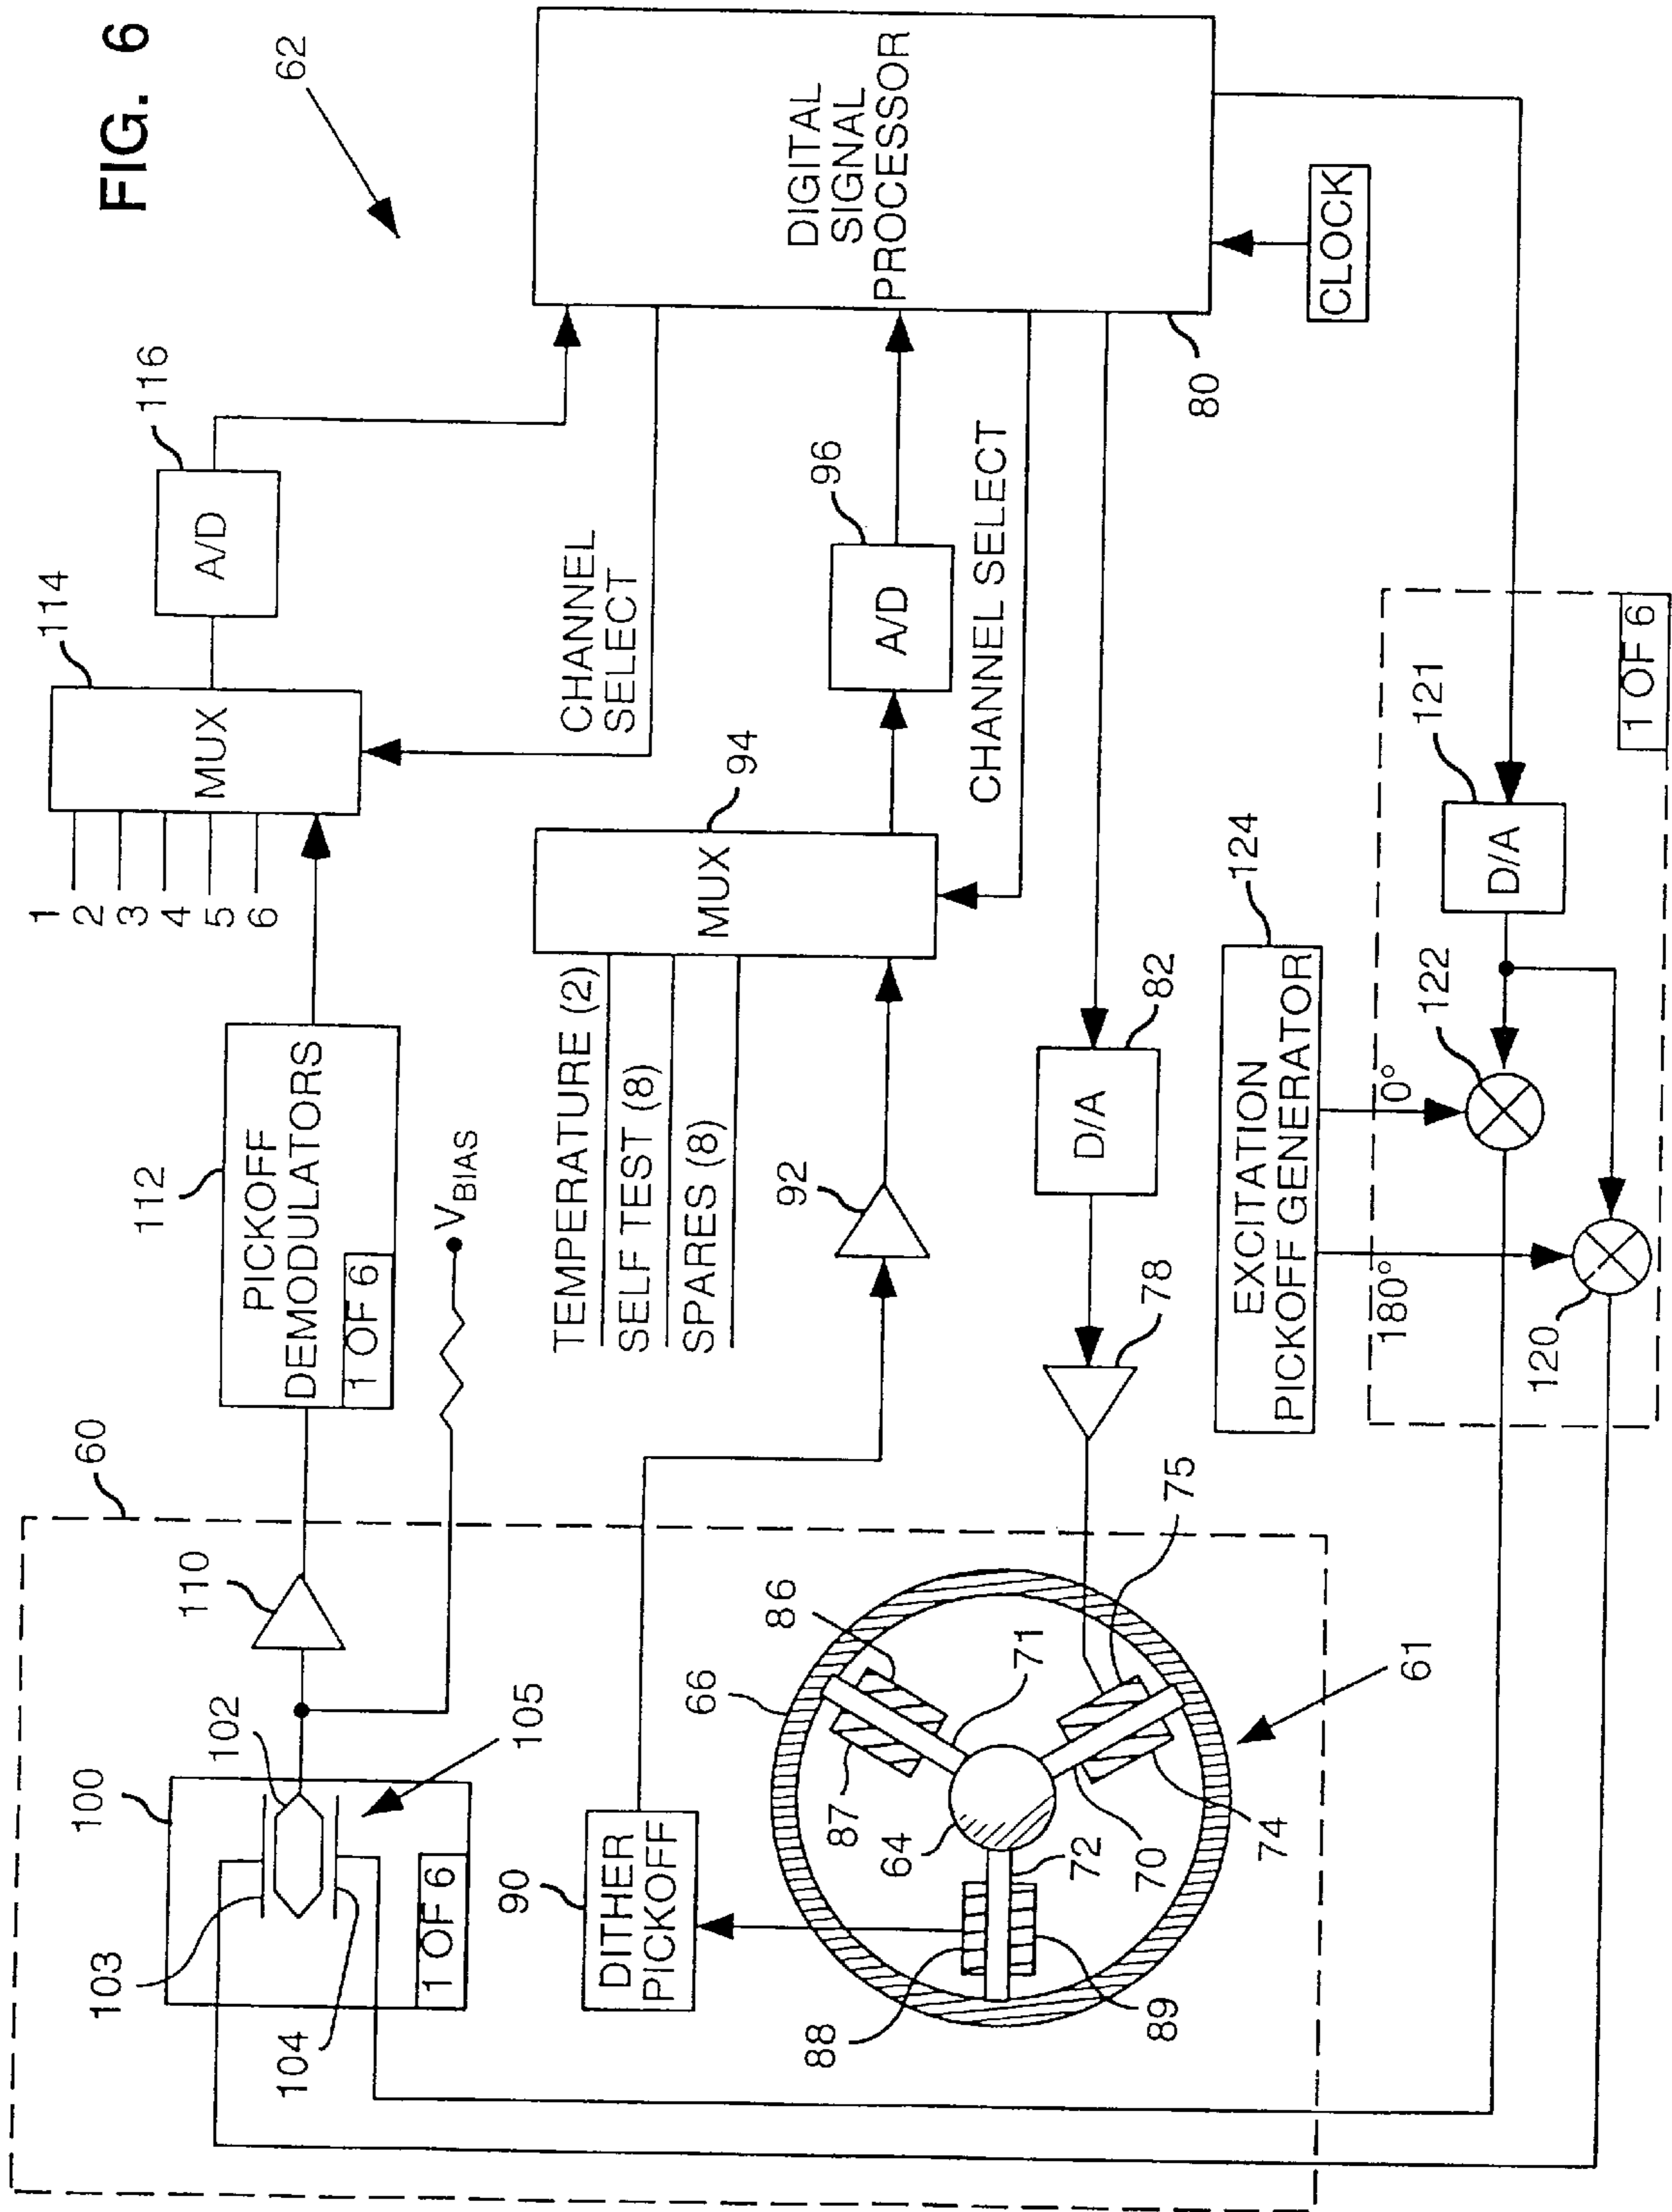 FIG. 6
62
60
100
102
103
104
105
1 OF 6
110
112
PICKOFF
DEMODULATORS
1 OF 6
V BIAS
1
2
3
4
5
6
114
MUX
116
A/D
CHANNEL
SELECT
DIGITAL
SIGNAL
PROCESSOR
80
CLOCK
90
DITHER
PICKOFF
92
TEMPERATURE (2)
SELF TEST (8)
SPARES (8)
94
MUX
96
A/D
CHANNEL SELECT
66
86
87
71
64
72
70
74
75
88
89
61
78
82
D/A
124
EXCITATION
PICKOFF GENERATOR
180°
0°
120
122
121
D/A
1 OF 6